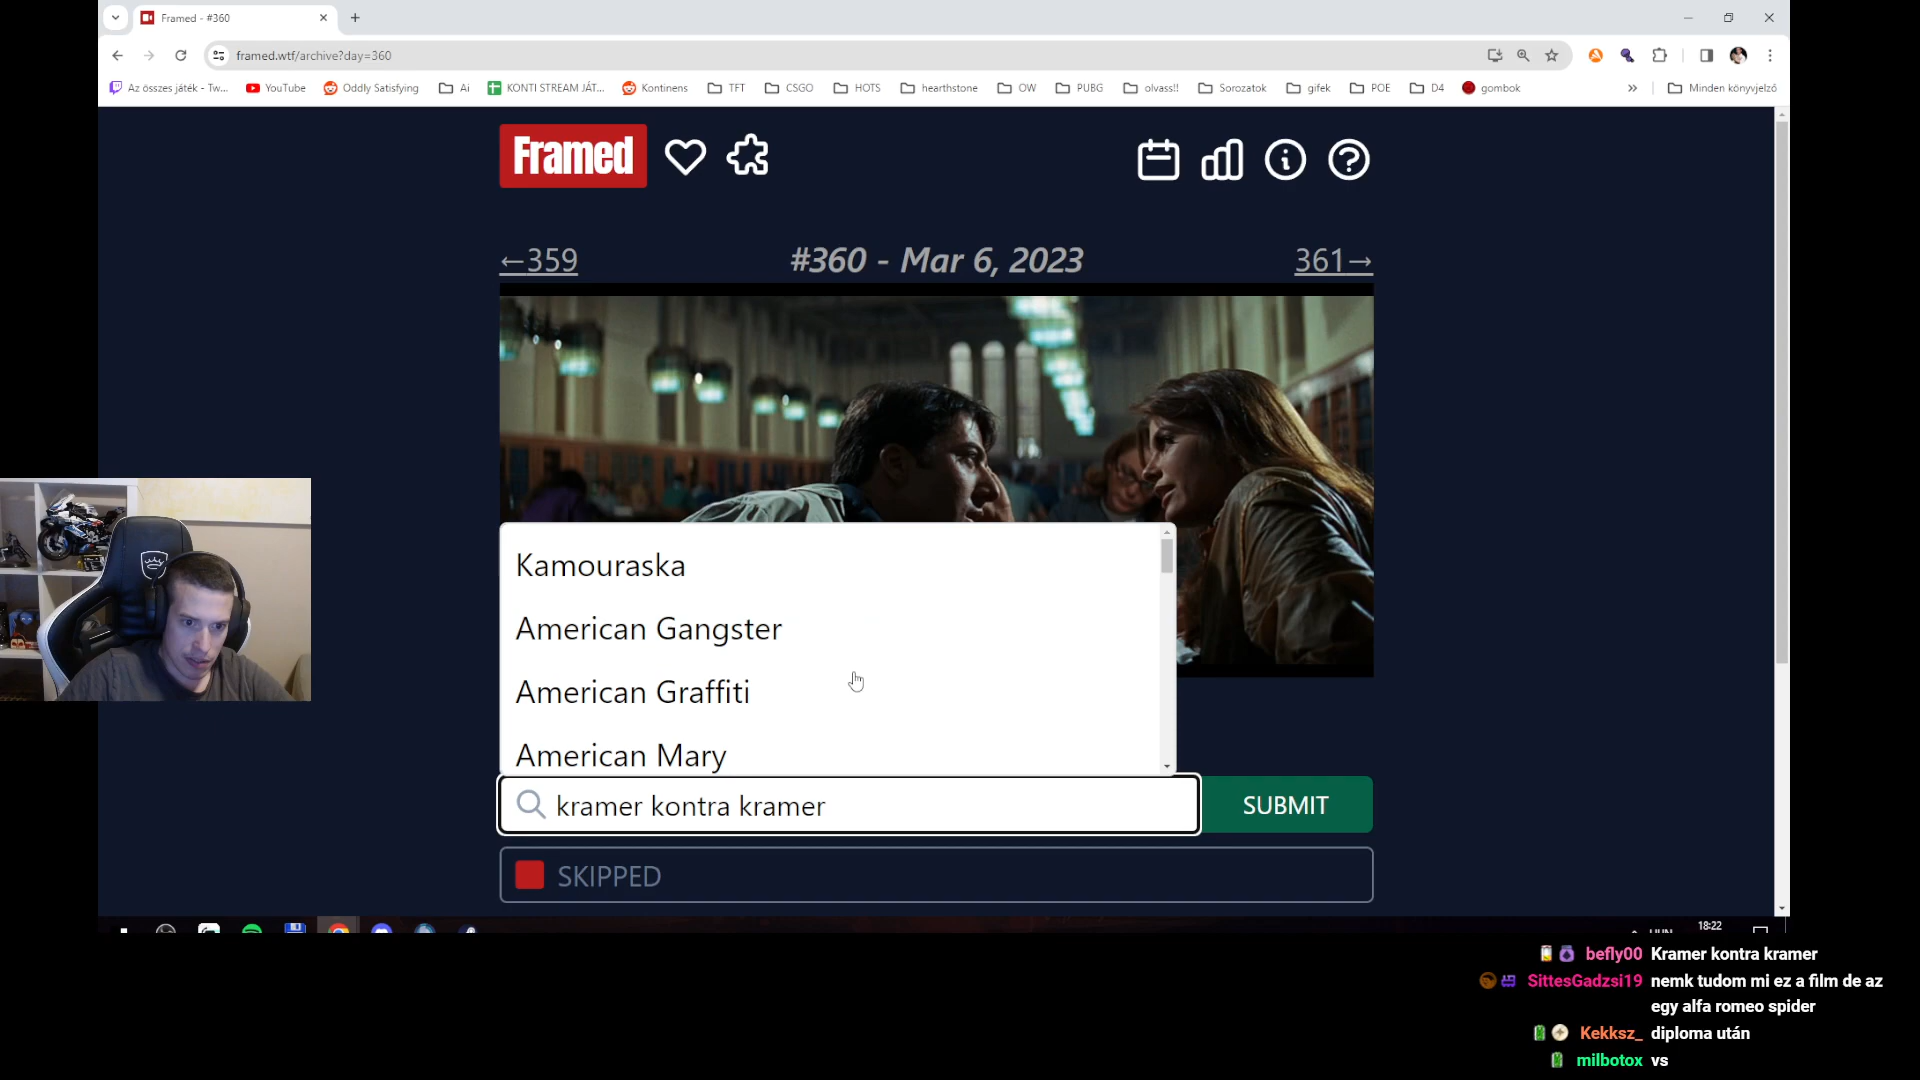 Framed - #360
framed.wtf/archive?day=360
Az összes játék - Tw...
YouTube
Oddly Satisfying
Ai
KONTI STREAM JÁT...
Kontinens
TFT
CSGO
HOTS
hearthstone
OW
PUBG
olvass!!
Sorozatok
gifek
POE
D4
gombok
»
Minden könyvjelző
Framed
←359
#360 - Mar 6, 2023
361→
Kamouraska
American Gangster
American Graffiti
American Mary
kramer kontra kramer
SUBMIT
SKIPPED
18:22
befly00 Kramer kontra kramer
SittesGadzsi19 nemk tudom mi ez a film de az
egy alfa romeo spider
Kekksz_ diploma után
milbotox vs